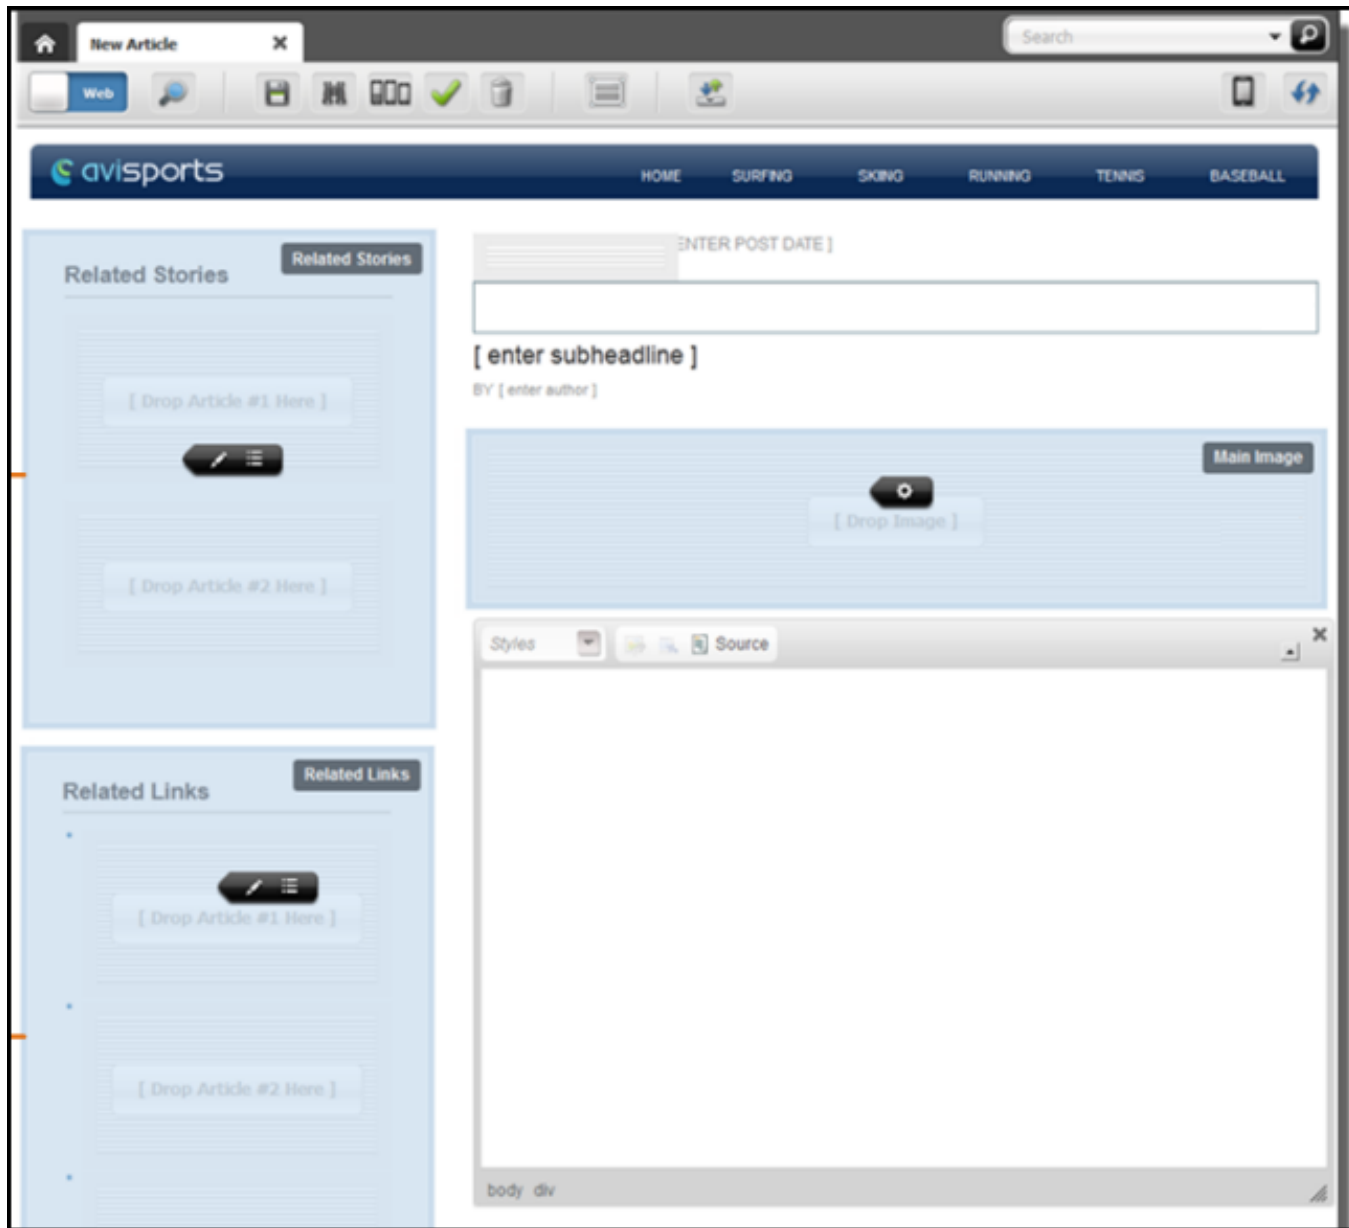 New Article
Search
Web
avisports
HOME SURFING SKIING RUNNING TENNIS BASEBALL
Related Stories
Related Stories
[ Drop Article #1 Here ]
[ Drop Article #2 Here ]
Related Links
Related Links
[ Drop Article #1 Here ]
[ Drop Article #2 Here ]
ENTER POST DATE ]
[ enter subheadline ]
BY [ enter author ]
Main Image
[ Drop Image ]
Styles Source
body div